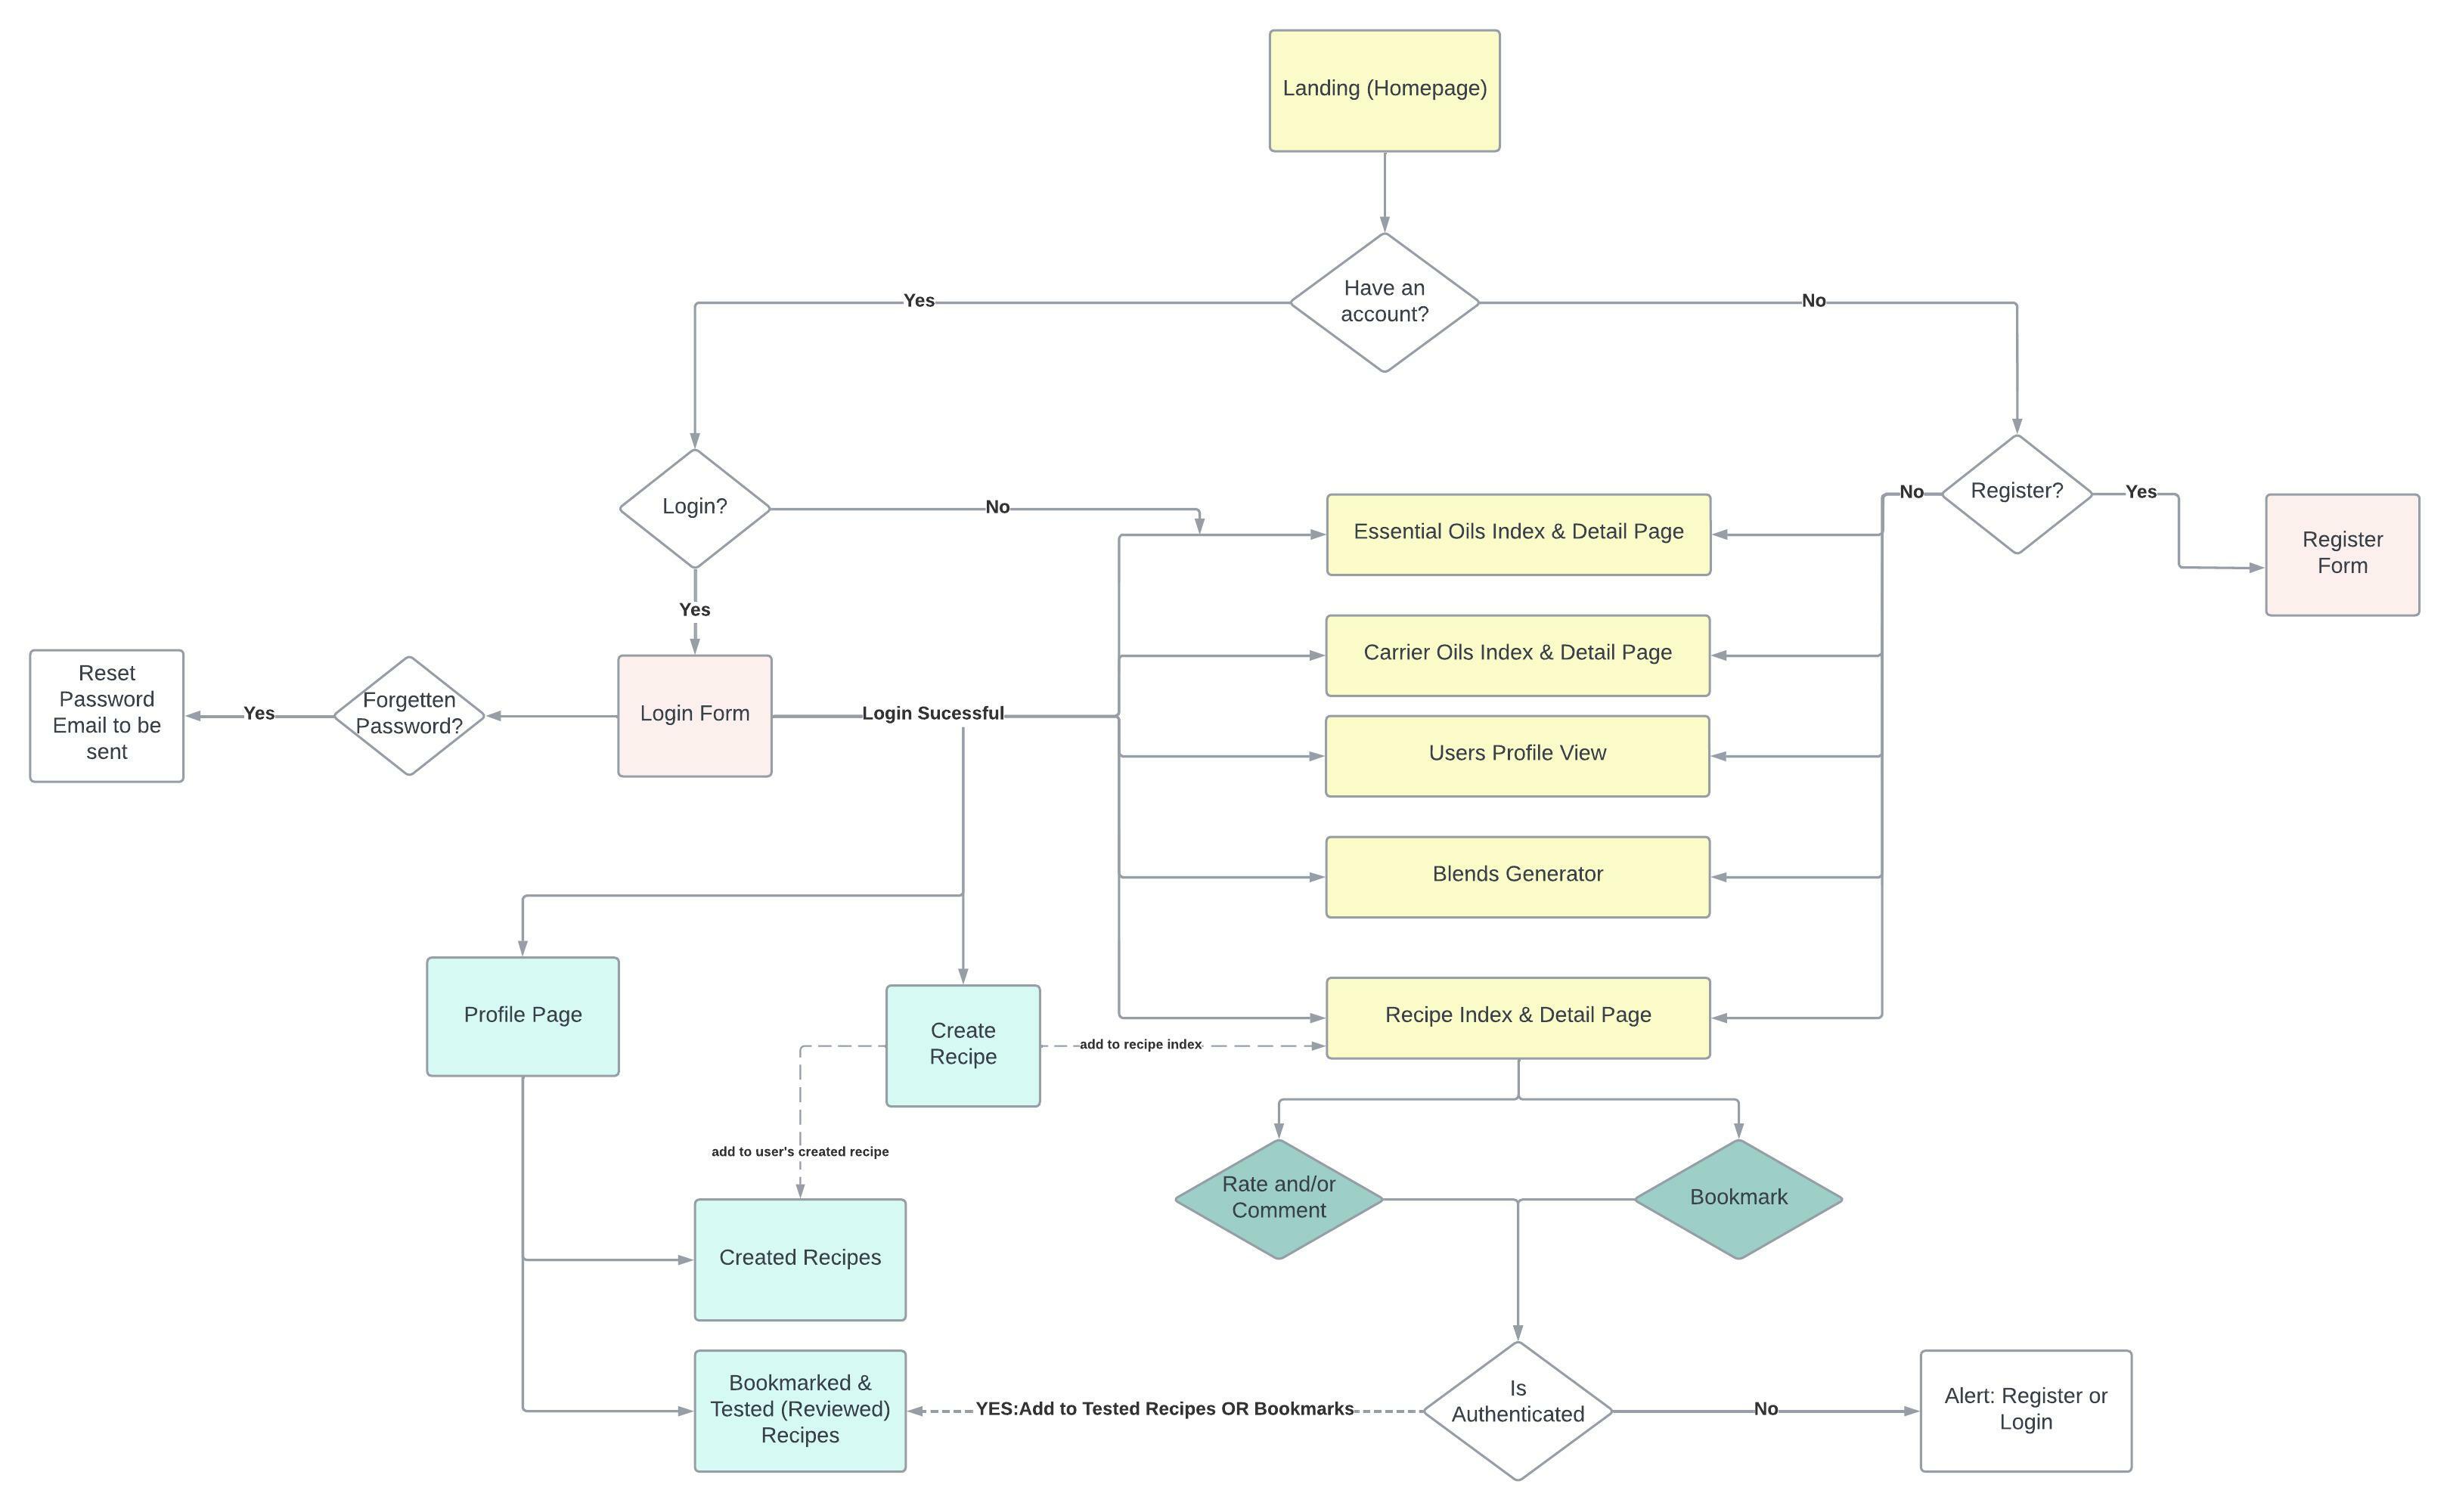 Landing (Homepage)
Have an
account?
Yes
No
Login?
No
Essential Oils Index & Detail Page
No
Register?
Yes
Register
Form
Yes
Carrier Oils Index & Detail Page
Reset
Password
Email to be
sent
Yes
Forgetten
Password?
Login Form
Login Sucessful
Users Profile View
Blends Generator
Profile Page
Create
Recipe
add to recipe index
Recipe Index & Detail Page
add to user's created recipe
Rate and/or
Comment
Bookmark
Created Recipes
Bookmarked &
Tested (Reviewed)
Recipes
YES:Add to Tested Recipes OR Bookmarks
Is
Authenticated
No
Alert: Register or
Login